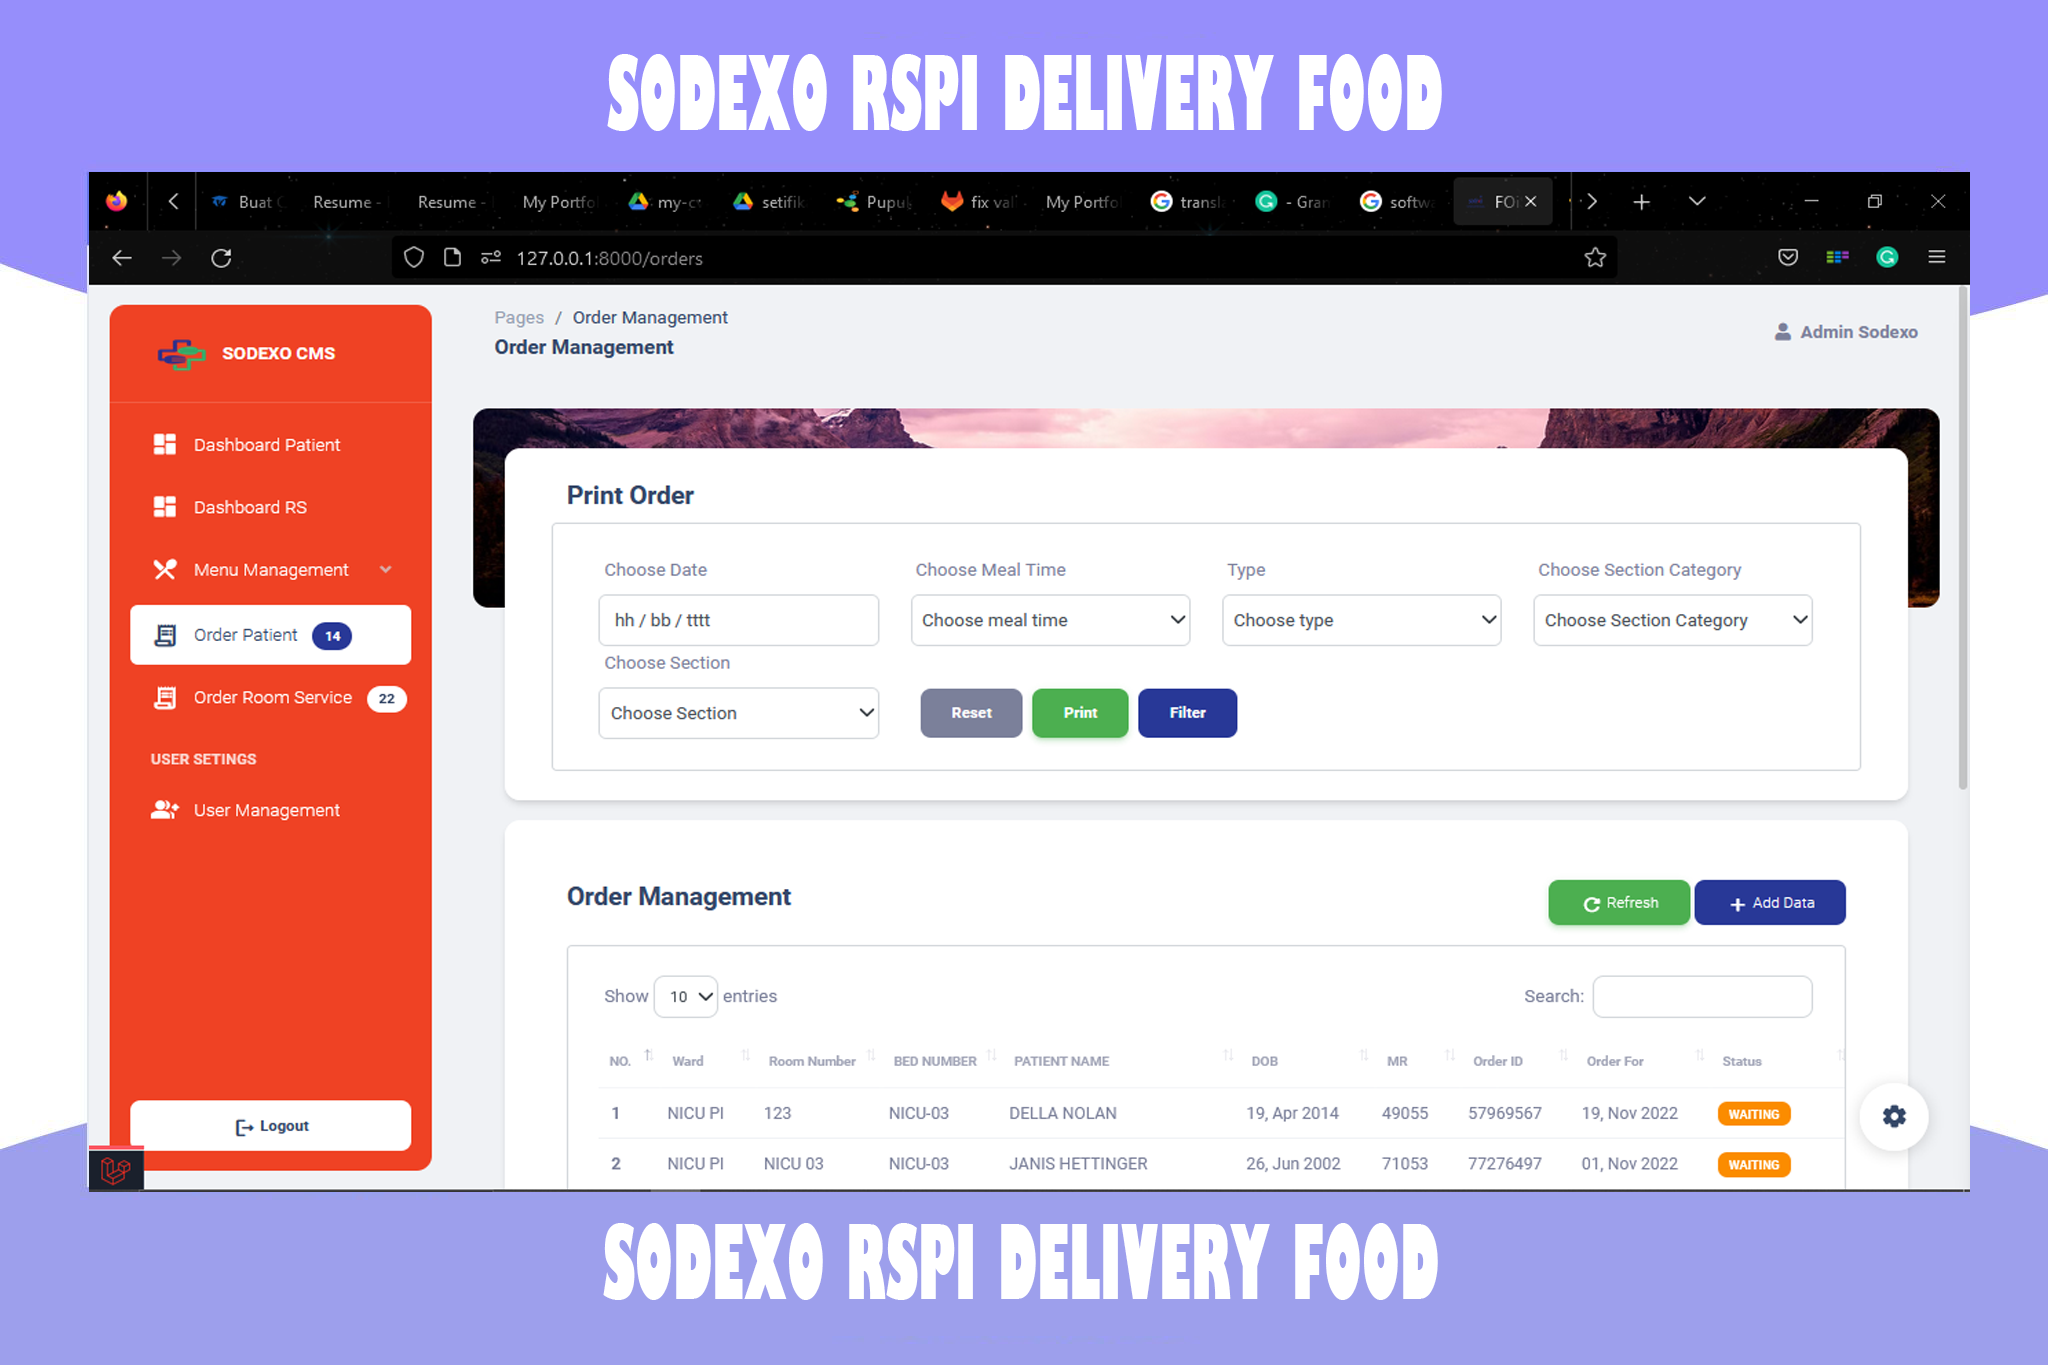 SODEXO RSPI DELIVERY FOOD
Buat
Resume -
Resume -
My Portfo
my-c
setifik
Pupu
fix val
My Portfo
transla
- Gran
softw
FO
127.0.0.1:8000/orders
SODEXO CMS
Dashboard Patient
Dashboard RS
Menu Management
Order Patient 14
Order Room Service 22
USER SETINGS
User Management
Logout
Pages / Order Management
Order Management
Admin Sodexo
Print Order
Choose Date Choose Meal Time Type Choose Section Category
hh / bb / tttt Choose meal time Choose type Choose Section Category
Choose Section
Choose Section Reset Print Filter
Order Management Refresh + Add Data
Show 10 entries Search:
NO. Ward Room Number BED NUMBER PATIENT NAME DOB MR Order ID Order For Status
1 NICU PI 123 NICU-03 DELLA NOLAN 19, Apr 2014 49055 57969567 19, Nov 2022 WAITING
2 NICU PI NICU 03 NICU-03 JANIS HETTINGER 26, Jun 2002 71053 77276497 01, Nov 2022 WAITING
SODEXO RSPI DELIVERY FOOD